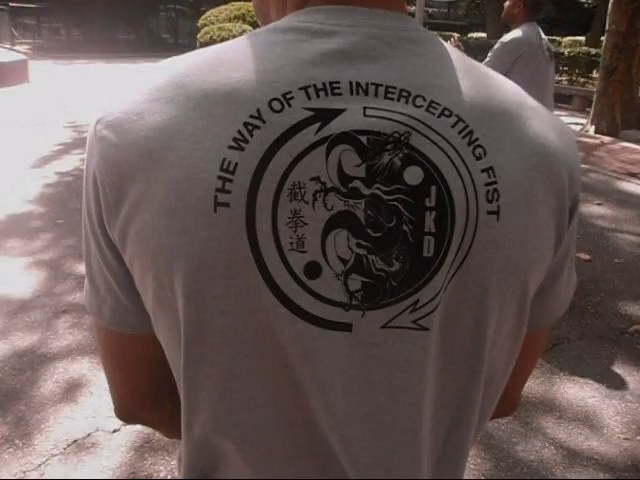 THE WAY OF THE INTERCEPTING FIST
截拳道
JKD